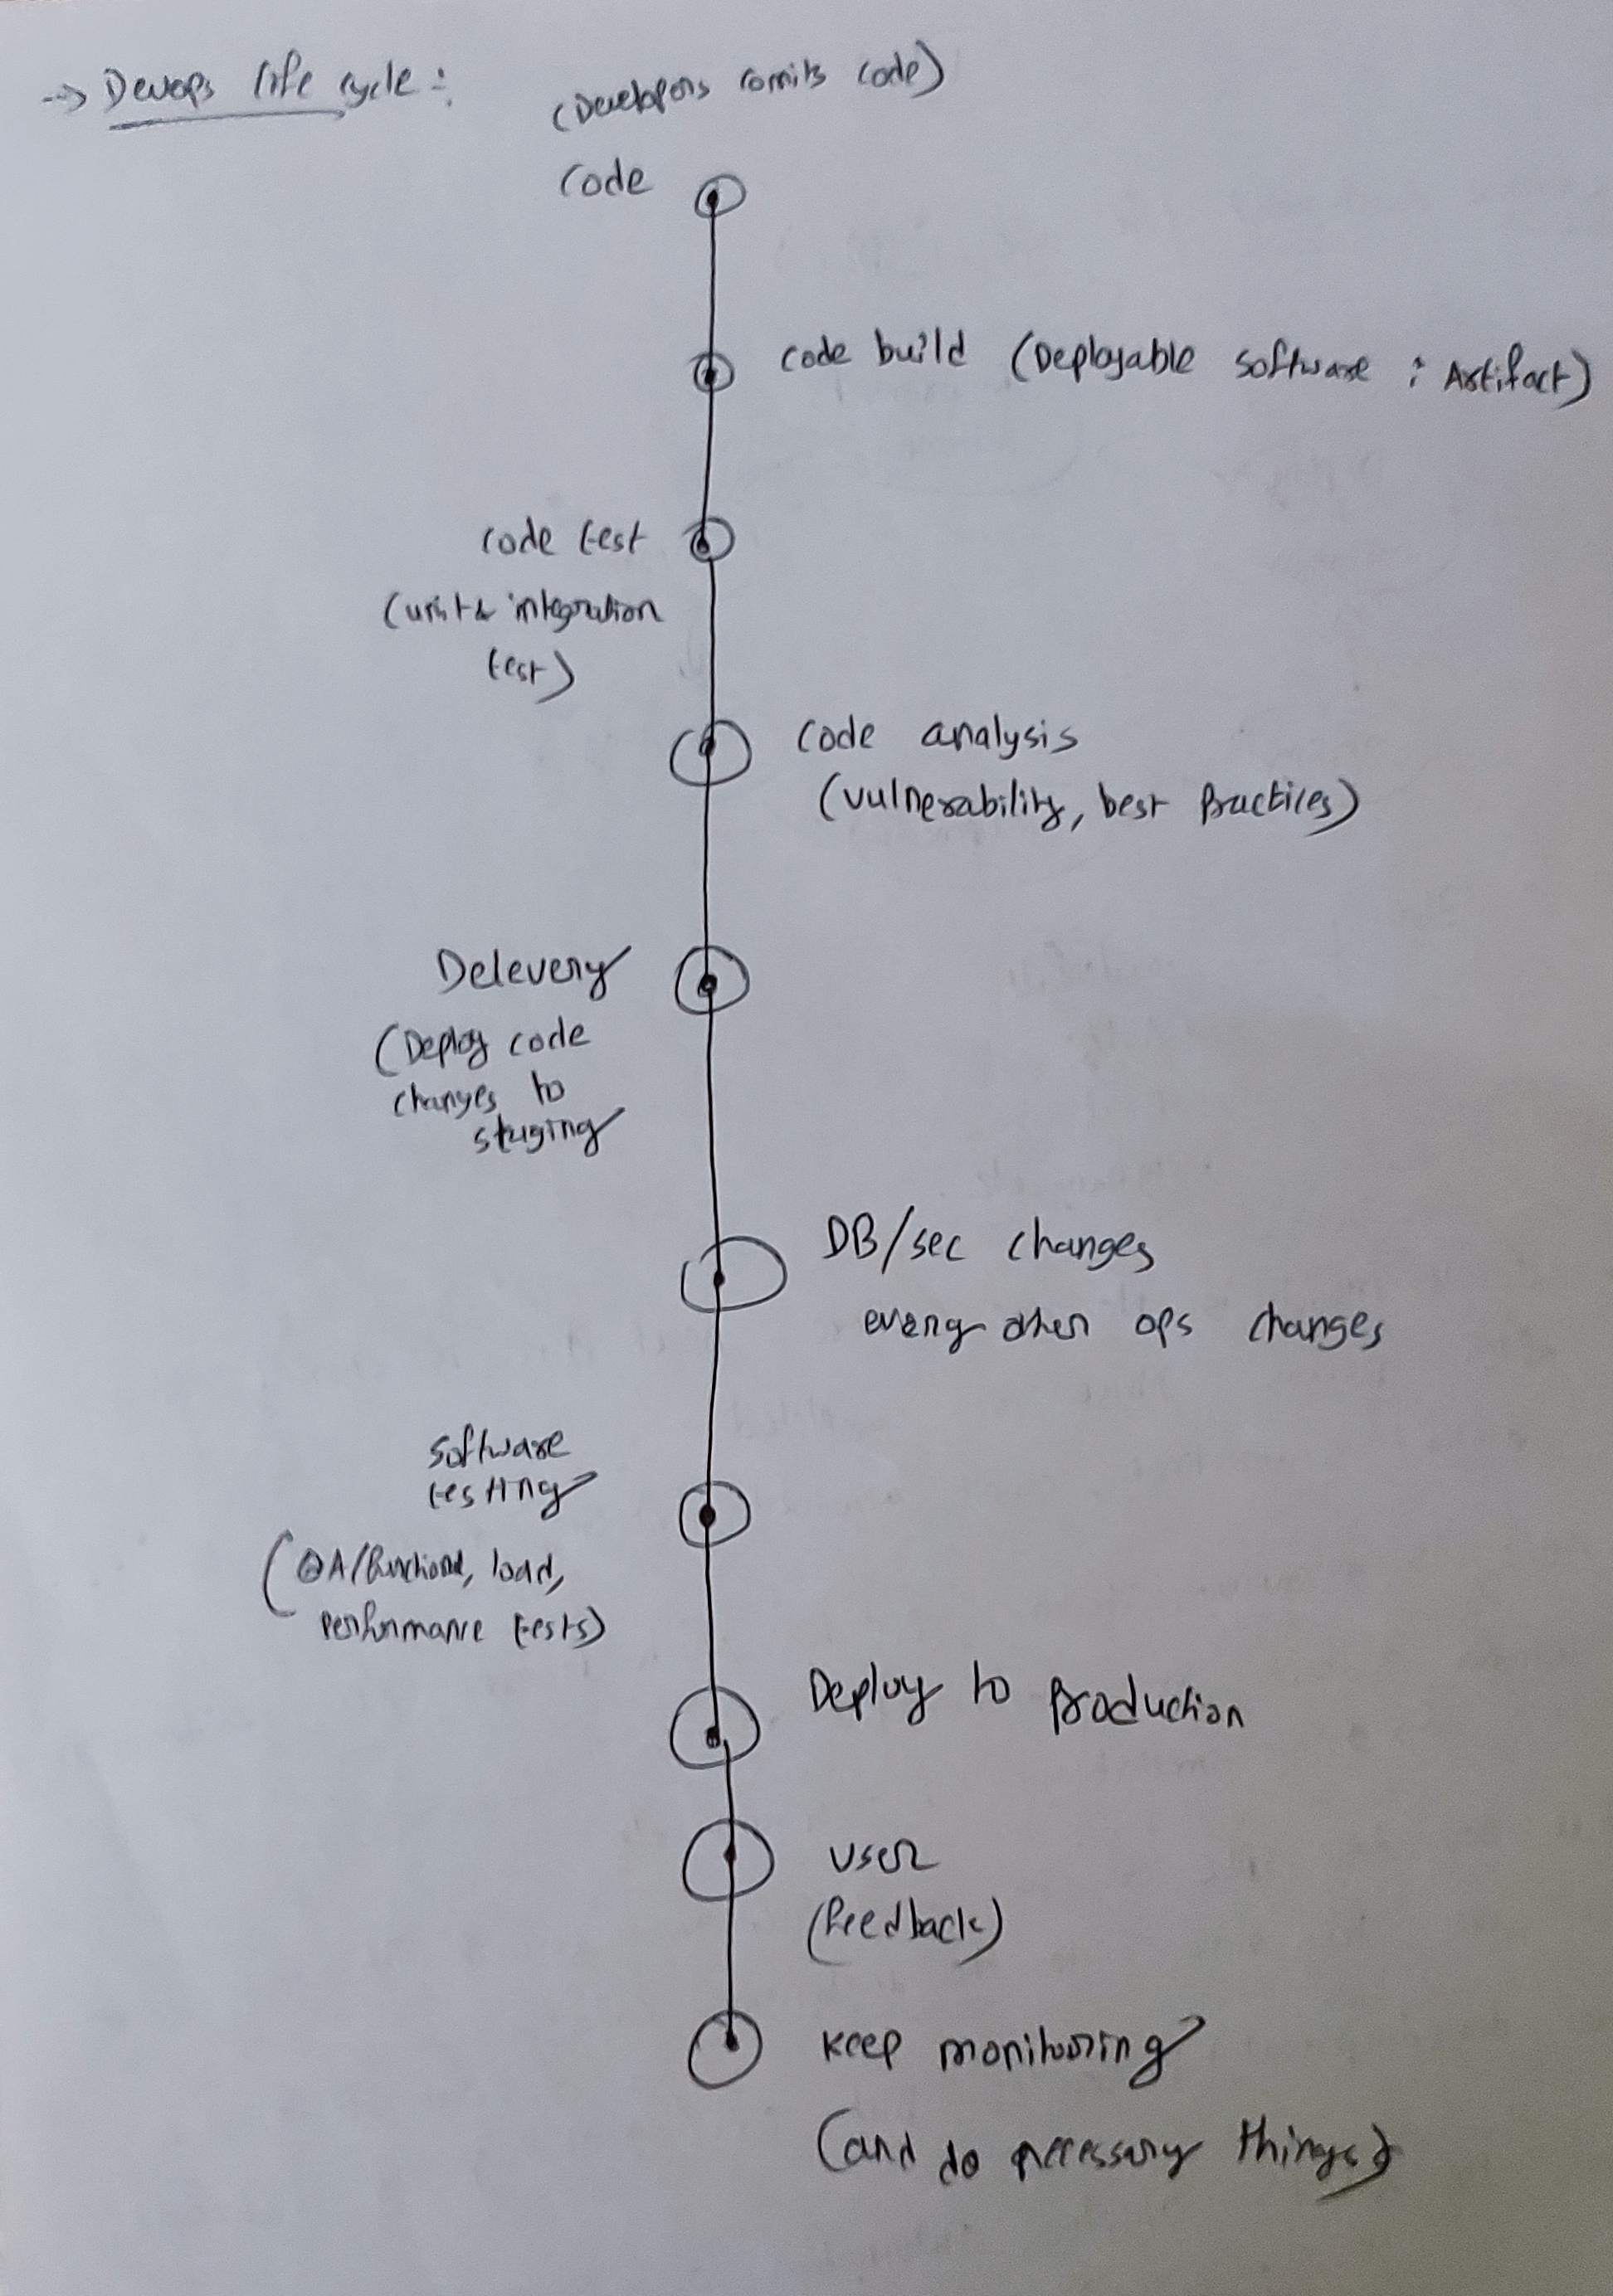 --> Devops life cycle :-
(Developers comits code)
code
code build (Deployable software : Artifact)
code test
(unit & integration
test)
code analysis
(vulnerability, best practices)
Delevery
(Deploy code
changes to
staging
DB/sec changes
every other ops changes
software
testing
(QA/functional, load,
performance tests)
Deploy to production
user
(feedback)
keep monitoring
(and do necessary things)